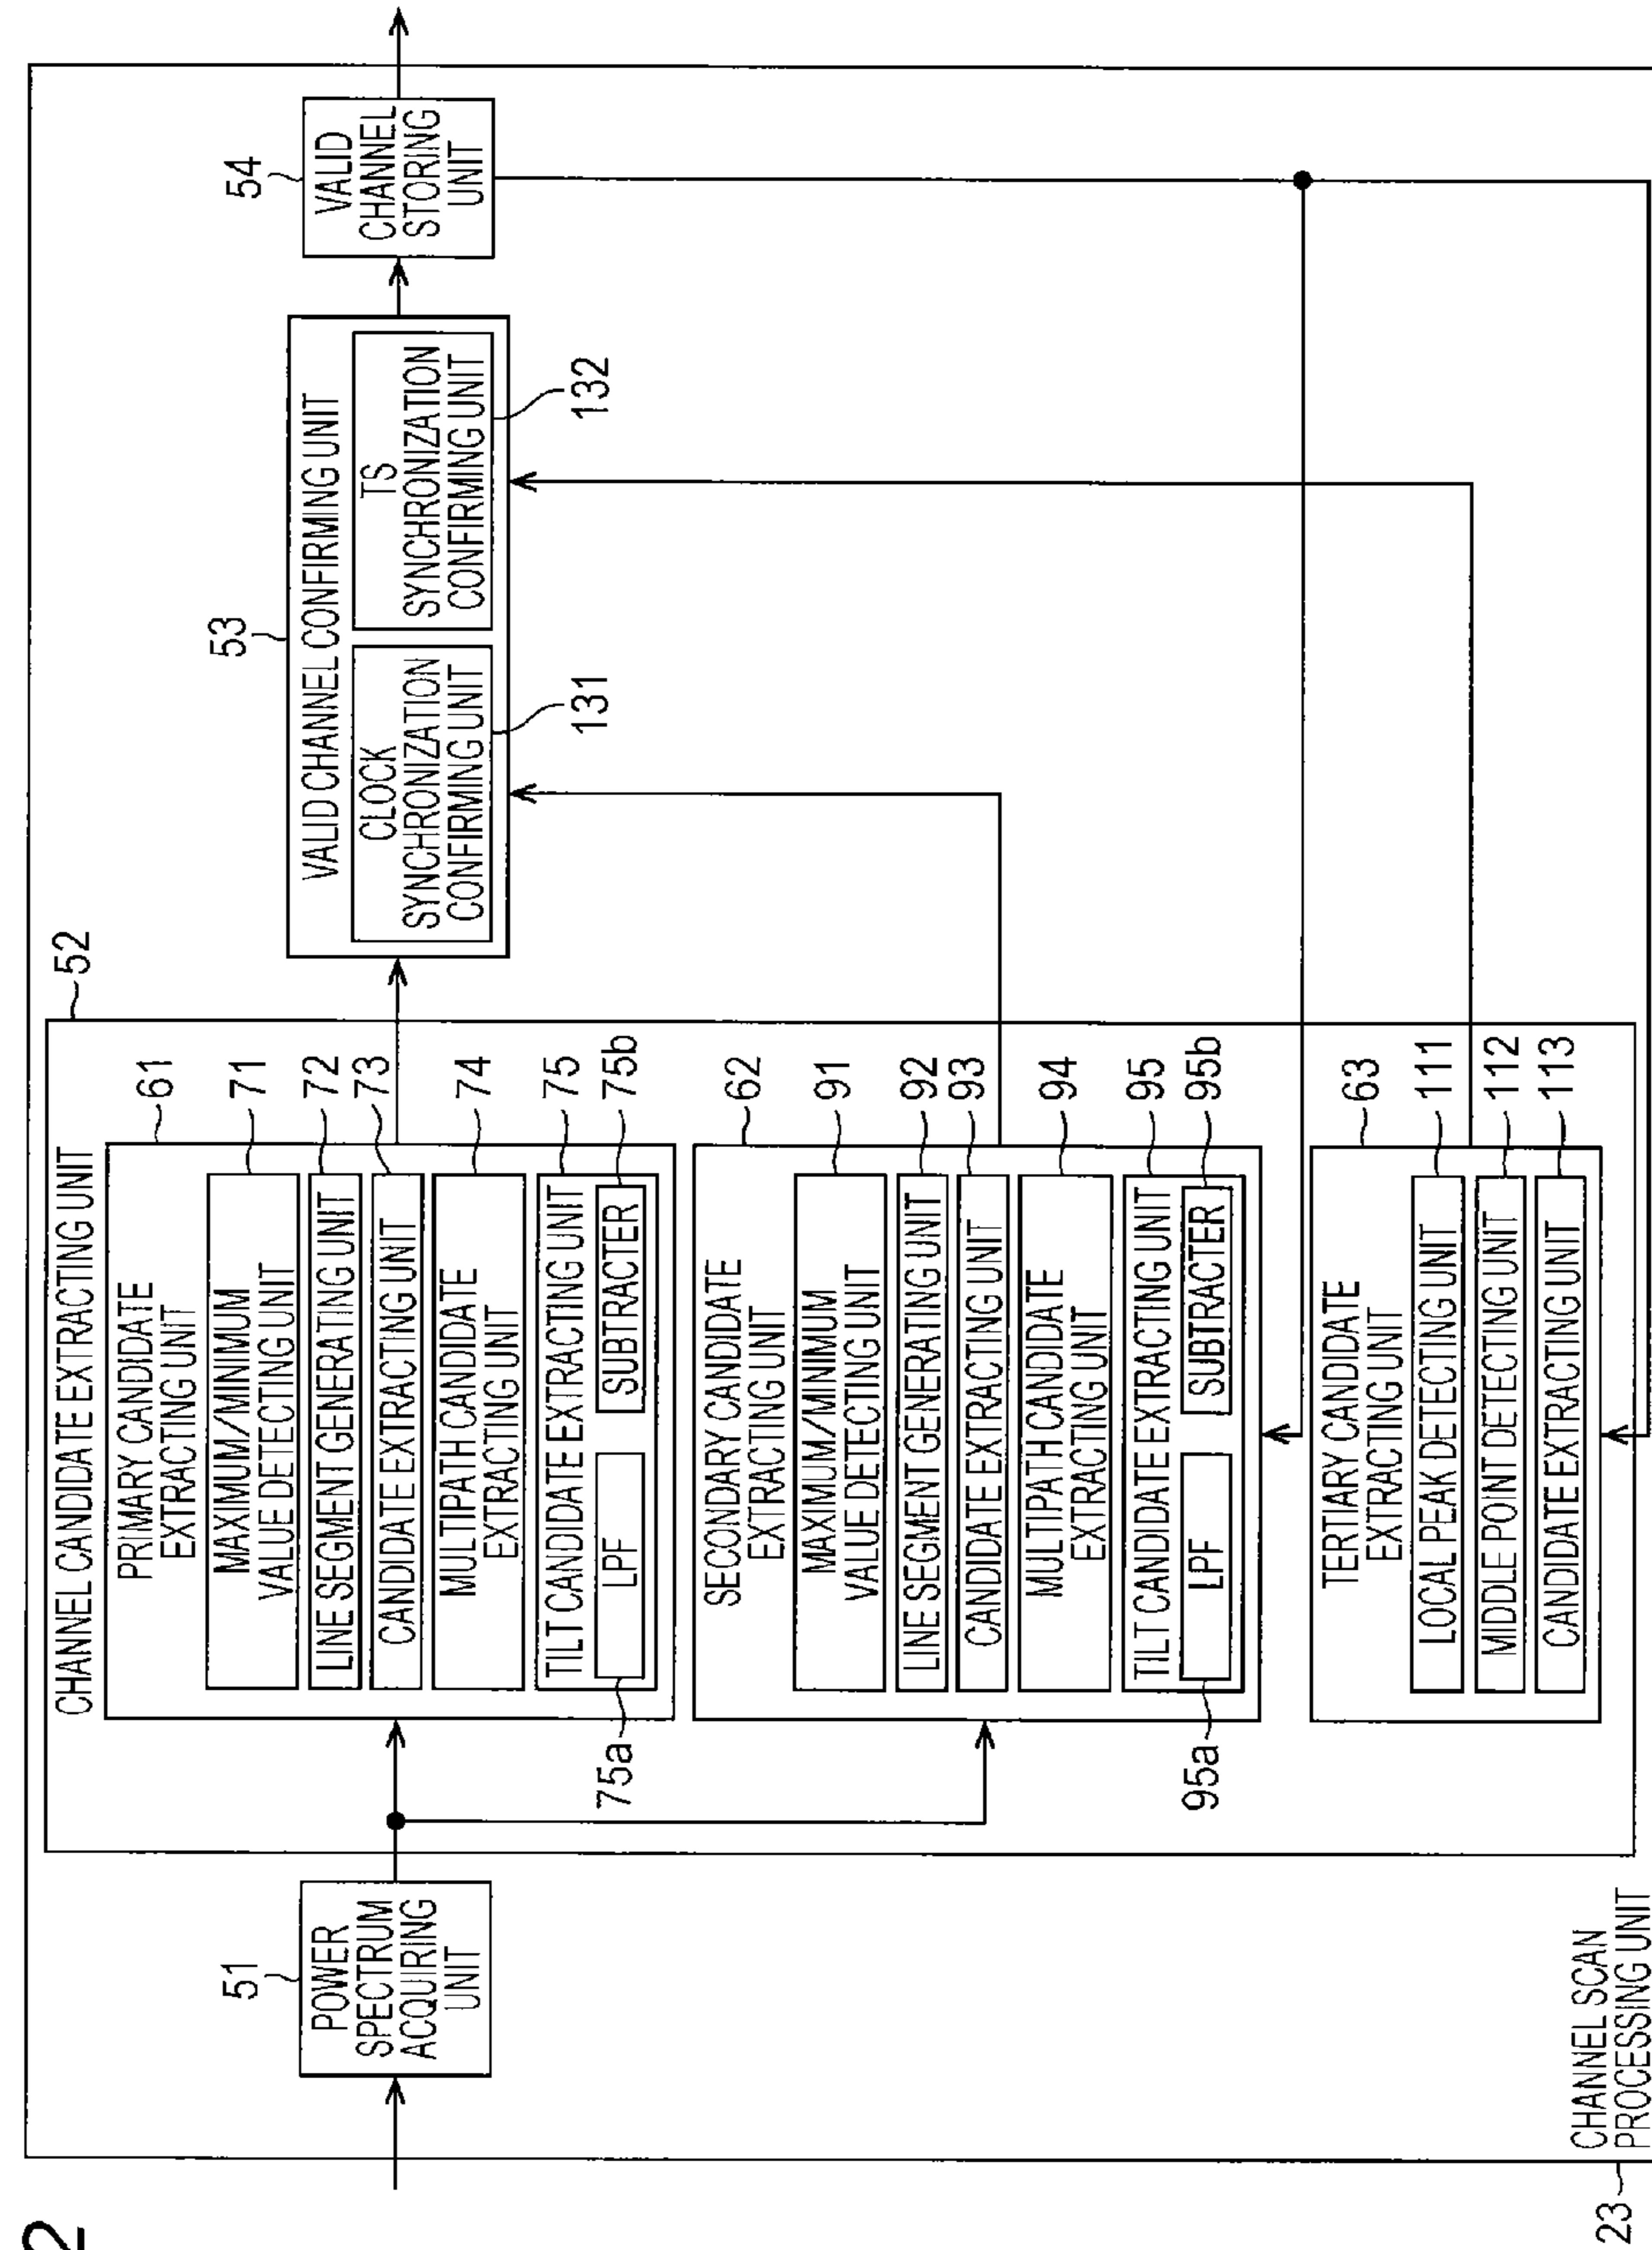 2
23
CHANNEL SCAN
PROCESSING UNIT
51
POWER
SPECTRUM
ACQUIRING
UNIT
52
CHANNEL CANDIDATE EXTRACTING UNIT
61
PRIMARY CANDIDATE
EXTRACTING UNIT
71
MAXIMUM/MINIMUM
VALUE DETECTING UNIT
72
LINE SEGMENT GENERATING UNIT
73
CANDIDATE EXTRACTING UNIT
74
MULTIPATH CANDIDATE
EXTRACTING UNIT
75
TILT CANDIDATE EXTRACTING UNIT
75a
LPF
SUBTRACTER
75b
62
SECONDARY CANDIDATE
EXTRACTING UNIT
91
MAXIMUM/MINIMUM
VALUE DETECTING UNIT
92
LINE SEGMENT GENERATING UNIT
93
CANDIDATE EXTRACTING UNIT
94
MULTIPATH CANDIDATE
EXTRACTING UNIT
95
TILT CANDIDATE EXTRACTING UNIT
95a
LPF
SUBTRACTER
95b
63
TERTIARY CANDIDATE
EXTRACTING UNIT
111
LOCAL PEAK DETECTING UNIT
112
MIDDLE POINT DETECTING UNIT
113
CANDIDATE EXTRACTING UNIT
53
VALID CHANNEL CONFIRMING UNIT
CLOCK
SYNCHRONIZATION
CONFIRMING UNIT
131
TS
SYNCHRONIZATION
CONFIRMING UNIT
132
54
VALID
CHANNEL
STORING
UNIT